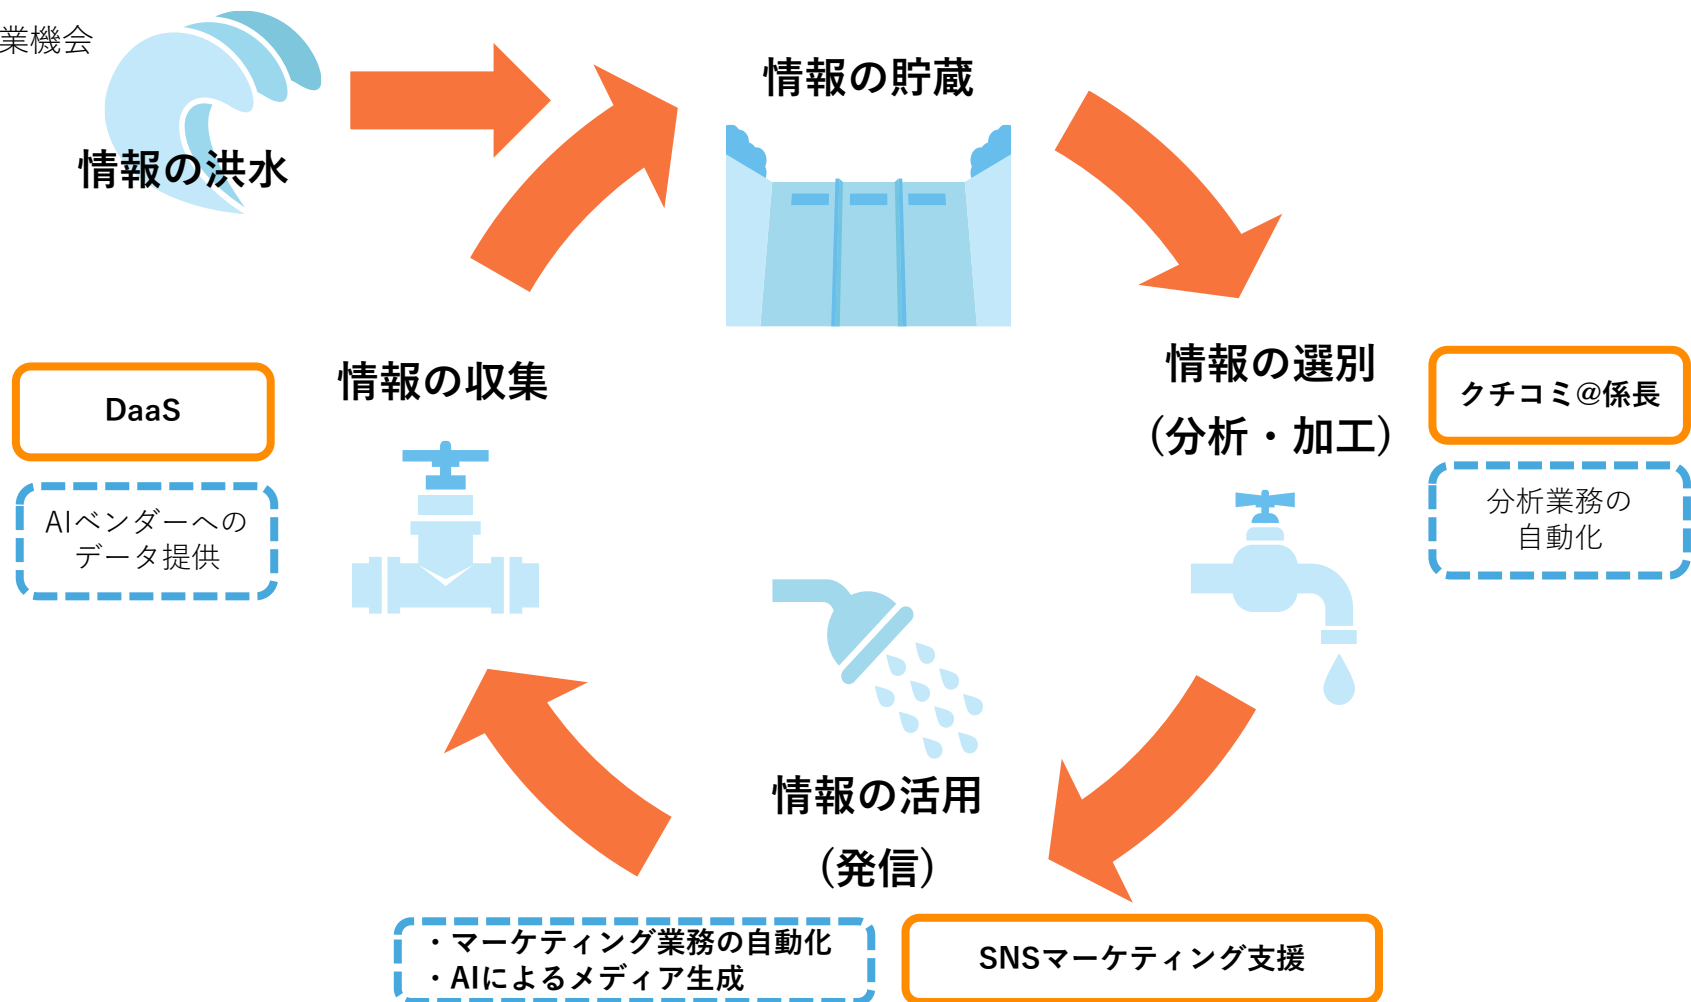 業機会
情報の洪水
情報の貯蔵
情報の収集
DaaS
AIベンダーへの
データ提供
情報の選別
(分析・加工)
クチコミ@係長
分析業務の
自動化
情報の活用
(発信)
・マーケティング業務の自動化
・AIによるメディア生成
SNSマーケティング支援